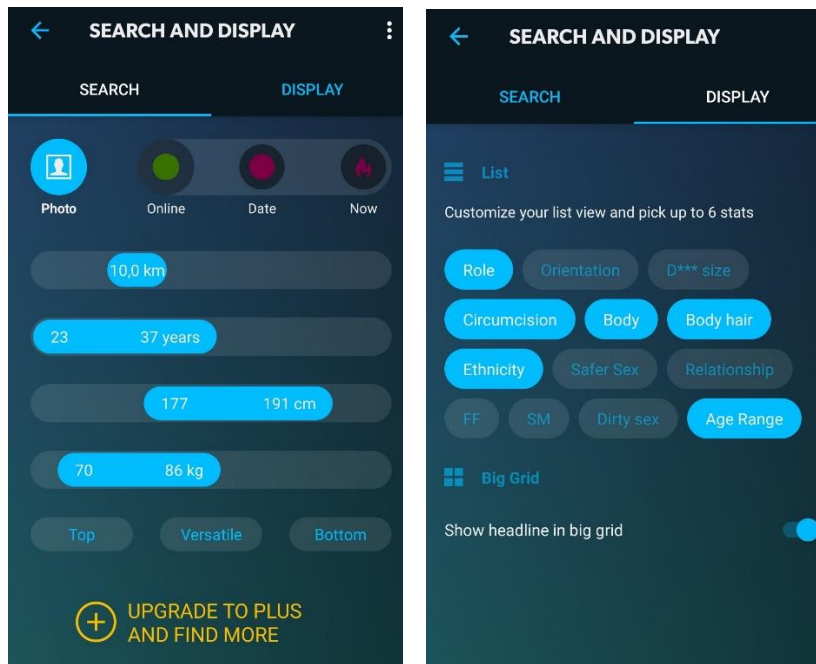 SEARCH AND DISPLAY
SEARCH DISPLAY
Photo Online Date Now
10,0 km
23 37 years
177 191 cm
70 86 kg
Top Versatile Bottom
UPGRADE TO PLUS
AND FIND MORE
SEARCH AND DISPLAY
SEARCH DISPLAY
List
Customize your list view and pick up to 6 stats
Role Orientation D*** size
Circumcision Body Body hair
Ethnicity Safer Sex Relationship
FF SM Dirty sex Age Range
Big Grid
Show headline in big grid